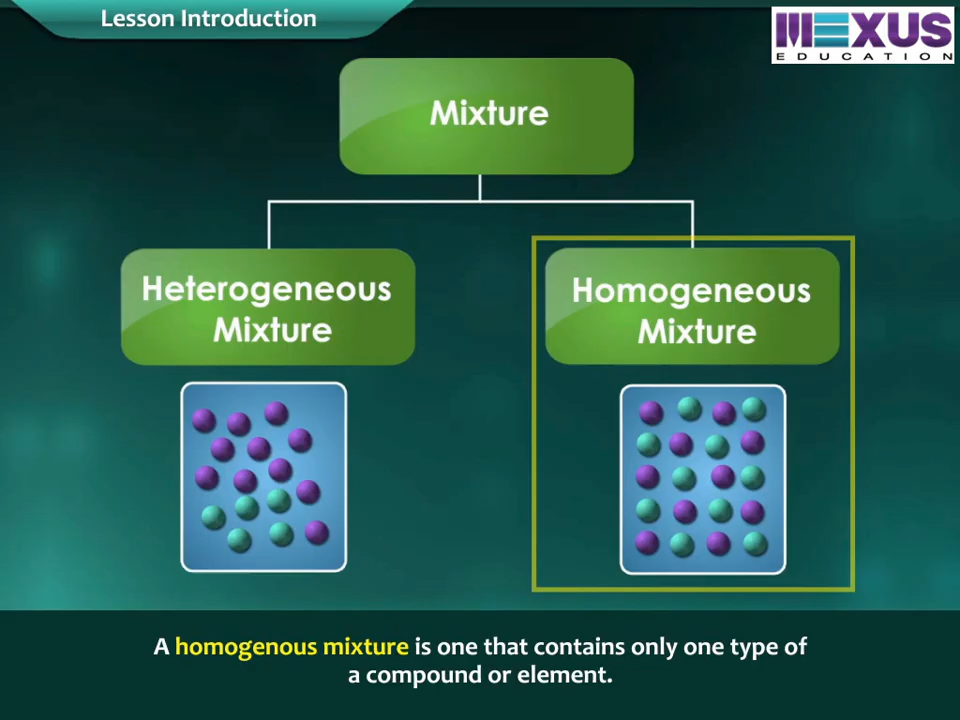 Lesson Introduction
MEXUS
EDUCATION
Mixture
Heterogeneous
Mixture
Homogeneous
Mixture
A homogenous mixture is one that contains only one type of
a compound or element.